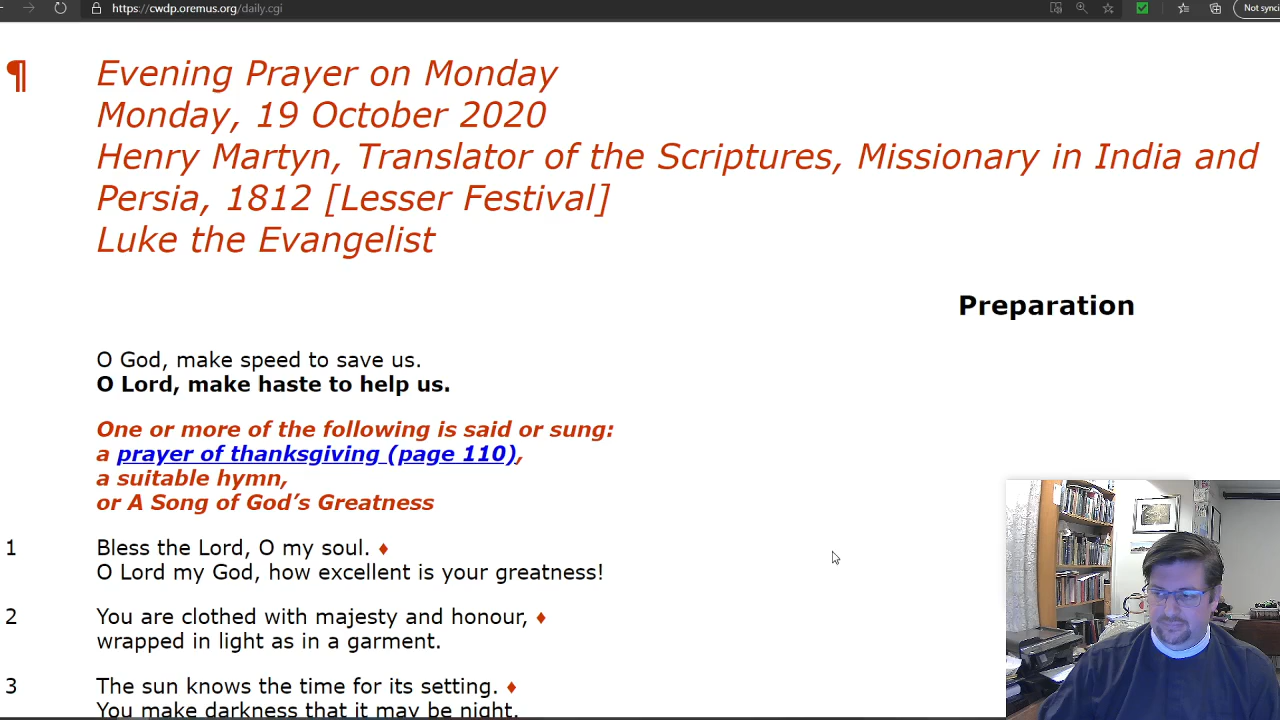 https://cwdp.oremus.org/daily.cgi
Not synci
¶
Evening Prayer on Monday
Monday, 19 October 2020
Henry Martyn, Translator of the Scriptures, Missionary in India and
Persia, 1812 [Lesser Festival]
Luke the Evangelist
Preparation
O God, make speed to save us.
O Lord, make haste to help us.
One or more of the following is said or sung:
a prayer of thanksgiving (page 110),
a suitable hymn,
or A Song of God’s Greatness
1 Bless the Lord, O my soul. ♦
O Lord my God, how excellent is your greatness!
2 You are clothed with majesty and honour, ♦
wrapped in light as in a garment.
3 The sun knows the time for its setting. ♦
You make darkness that it may be night.